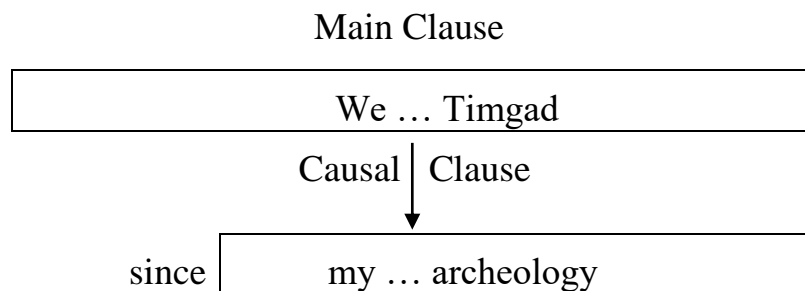 Main Clause
We … Timgad
Causal Clause
since my … archeology